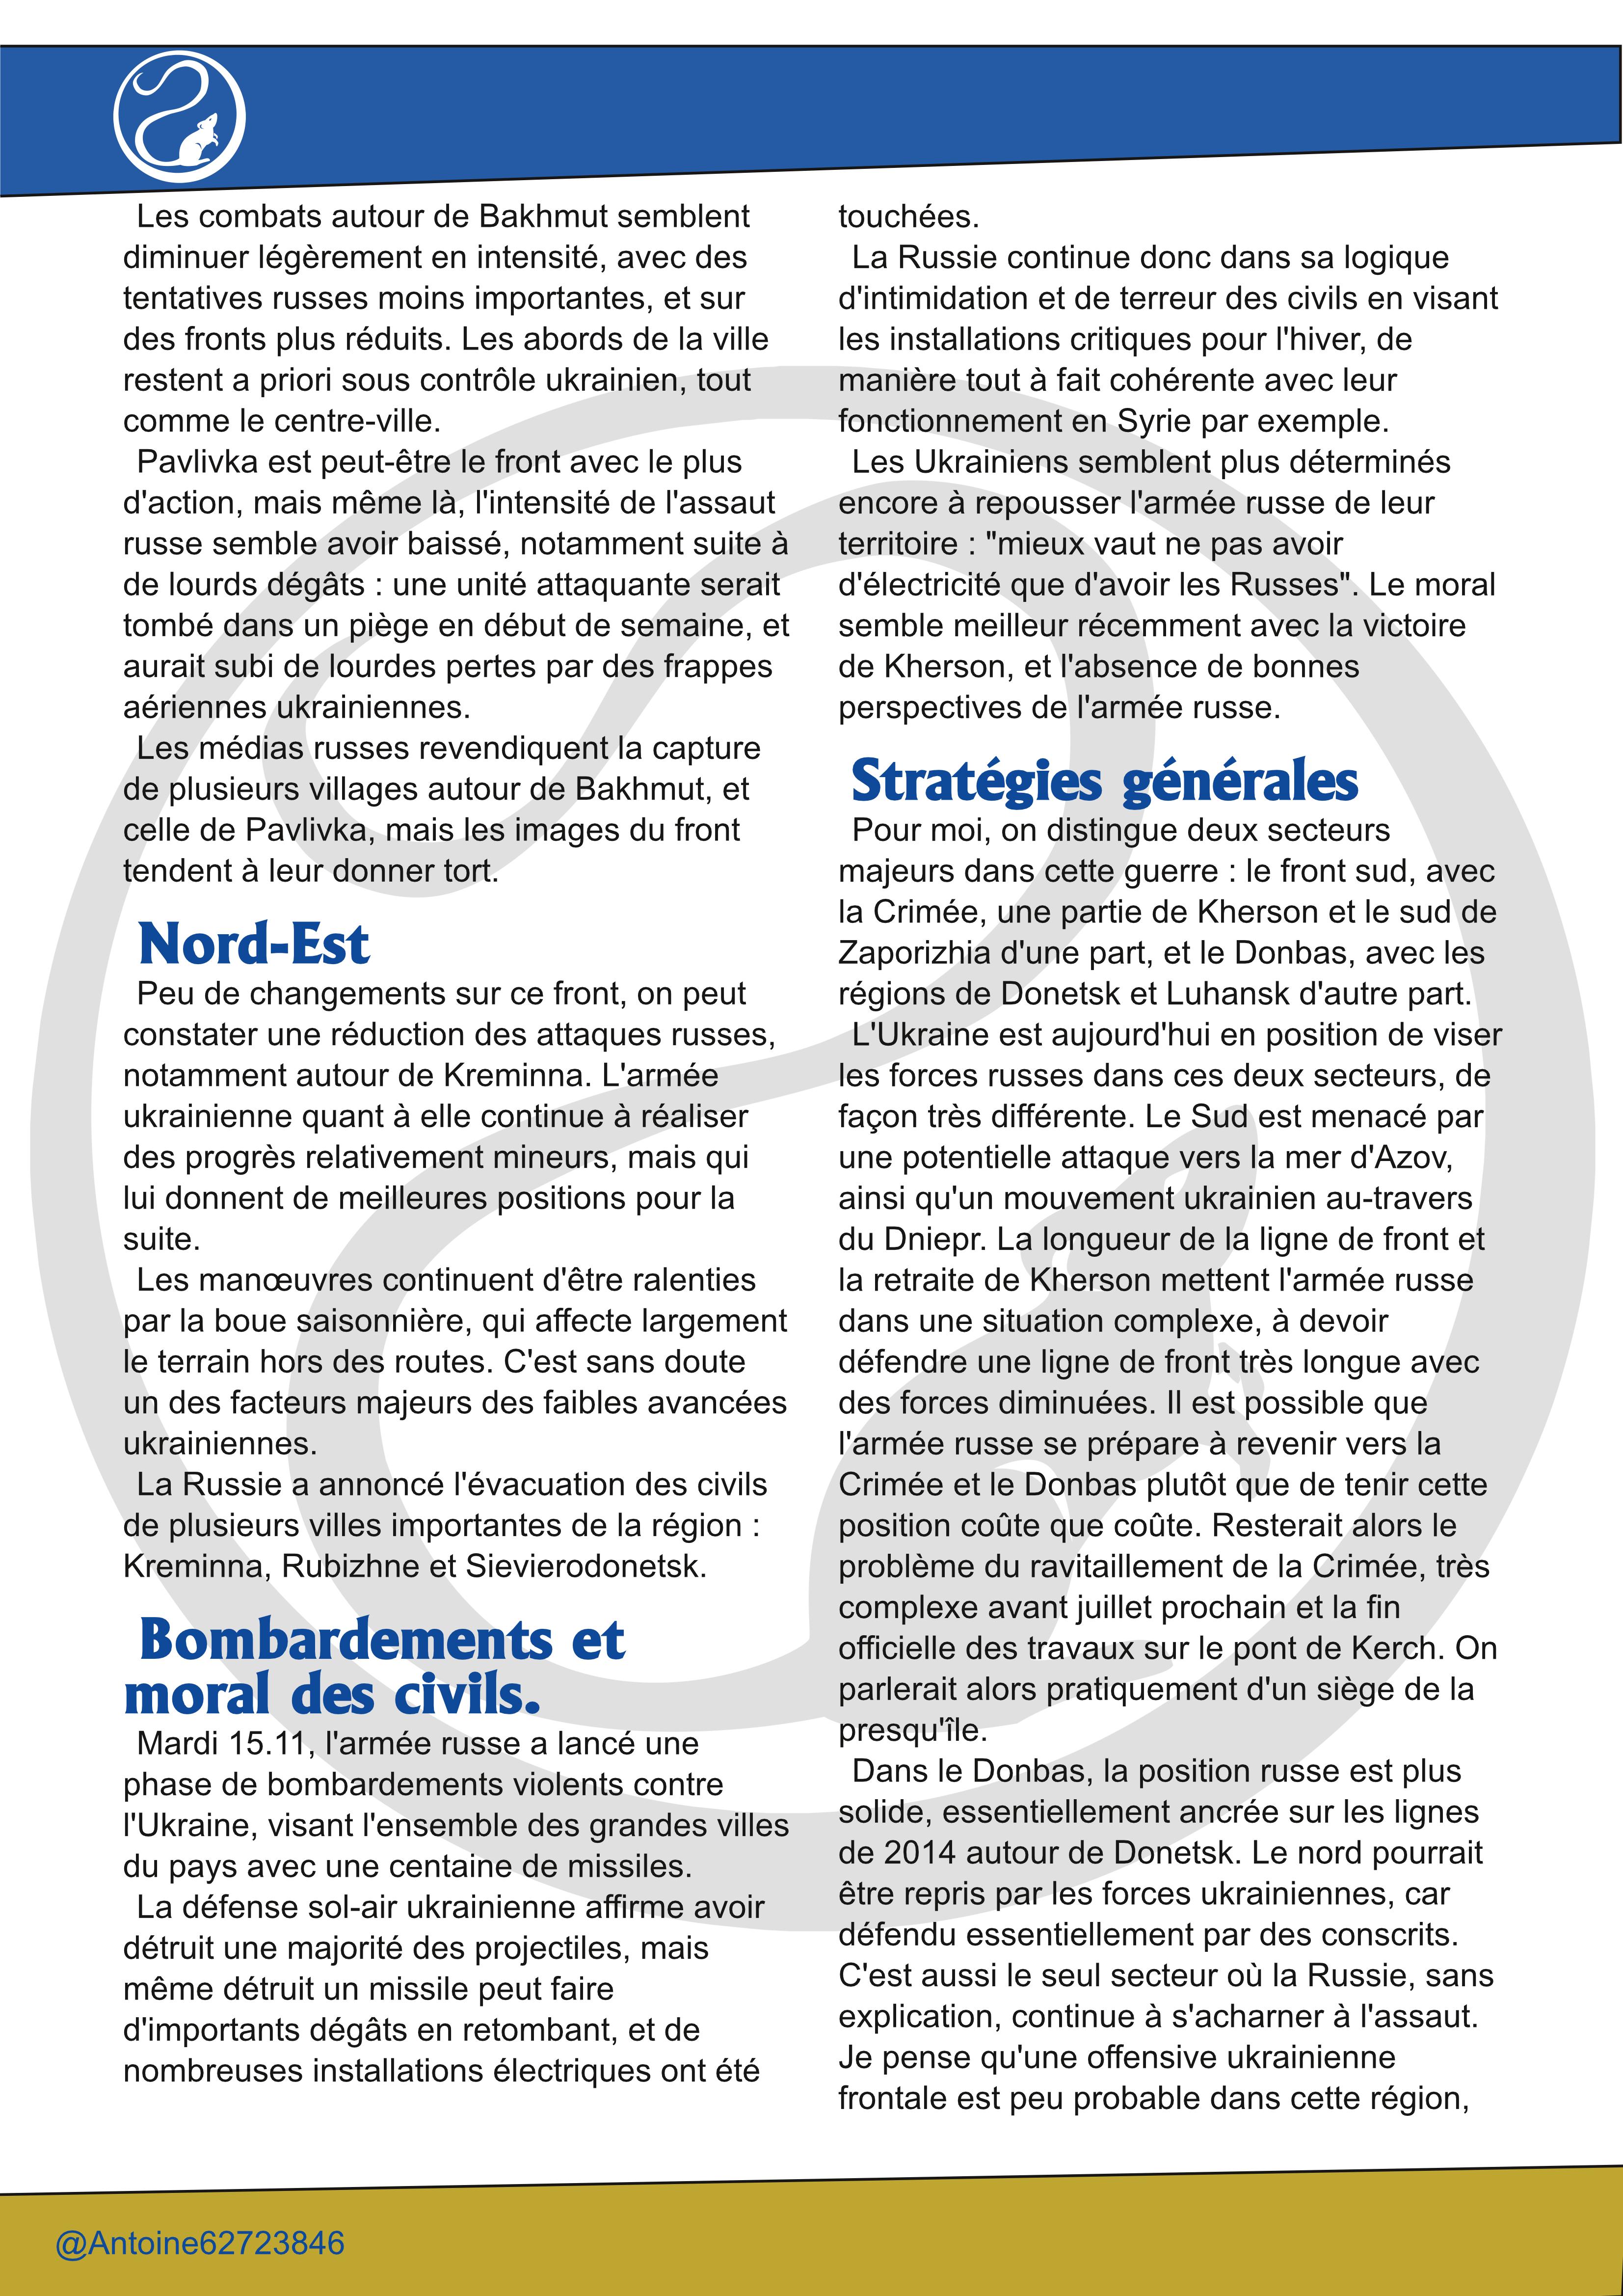 Les combats autour de Bakhmut semblent
diminuer légèrement en intensité, avec des
tentatives russes moins importantes, et sur
des fronts plus réduits. Les abords de la ville
restent a priori sous contrôle ukrainien, tout
comme le centre-ville.
Pavlivka est peut-être le front avec le plus
d'action, mais même là, l'intensité de l'assaut
russe semble avoir baissé, notamment suite à
de lourds dégâts : une unité attaquante serait
tombé dans un piège en début de semaine, et
aurait subi de lourdes pertes par des frappes
aériennes ukrainiennes.
Les médias russes revendiquent la capture
de plusieurs villages autour de Bakhmut, et
celle de Pavlivka, mais les images du front
tendent à leur donner tort.
Nord-Est
Peu de changements sur ce front, on peut
constater une réduction des attaques russes,
notamment autour de Kreminna. L'armée
ukrainienne quant à elle continue à réaliser
des progrès relativement mineurs, mais qui
lui donnent de meilleures positions pour la
suite.
Les manœuvres continuent d'être ralenties
par la boue saisonnière, qui affecte largement
le terrain hors des routes. C'est sans doute
un des facteurs majeurs des faibles avancées
ukrainiennes.
La Russie a annoncé l'évacuation des civils
de plusieurs villes importantes de la région :
Kreminna, Rubizhne et Sievierodonetsk.
Bombardements et
moral des civils.
Mardi 15.11, l'armée russe a lancé une
phase de bombardements violents contre
l'Ukraine, visant l'ensemble des grandes villes
du pays avec une centaine de missiles.
La défense sol-air ukrainienne affirme avoir
détruit une majorité des projectiles, mais
même détruit un missile peut faire
d'importants dégâts en retombant, et de
nombreuses installations électriques ont été
touchées.
La Russie continue donc dans sa logique
d'intimidation et de terreur des civils en visant
les installations critiques pour l'hiver, de
manière tout à fait cohérente avec leur
fonctionnement en Syrie par exemple.
Les Ukrainiens semblent plus déterminés
encore à repousser l'armée russe de leur
territoire : "mieux vaut ne pas avoir
d'électricité que d'avoir les Russes". Le moral
semble meilleur récemment avec la victoire
de Kherson, et l'absence de bonnes
perspectives de l'armée russe.
Stratégies générales
Pour moi, on distingue deux secteurs
majeurs dans cette guerre : le front sud, avec
la Crimée, une partie de Kherson et le sud de
Zaporizhia d'une part, et le Donbas, avec les
régions de Donetsk et Luhansk d'autre part.
L'Ukraine est aujourd'hui en position de viser
les forces russes dans ces deux secteurs, de
façon très différente. Le Sud est menacé par
une potentielle attaque vers la mer d'Azov,
ainsi qu'un mouvement ukrainien au-travers
du Dniepr. La longueur de la ligne de front et
la retraite de Kherson mettent l'armée russe
dans une situation complexe, à devoir
défendre une ligne de front très longue avec
des forces diminuées. Il est possible que
l'armée russe se prépare à revenir vers la
Crimée et le Donbas plutôt que de tenir cette
position coûte que coûte. Resterait alors le
problème du ravitaillement de la Crimée, très
complexe avant juillet prochain et la fin
officielle des travaux sur le pont de Kerch. On
parlerait alors pratiquement d'un siège de la
presqu'île.
Dans le Donbas, la position russe est plus
solide, essentiellement ancrée sur les lignes
de 2014 autour de Donetsk. Le nord pourrait
être repris par les forces ukrainiennes, car
défendu essentiellement par des conscrits.
C'est aussi le seul secteur où la Russie, sans
explication, continue à s'acharner à l'assaut.
Je pense qu'une offensive ukrainienne
frontale est peu probable dans cette région,
@Antoine62723846